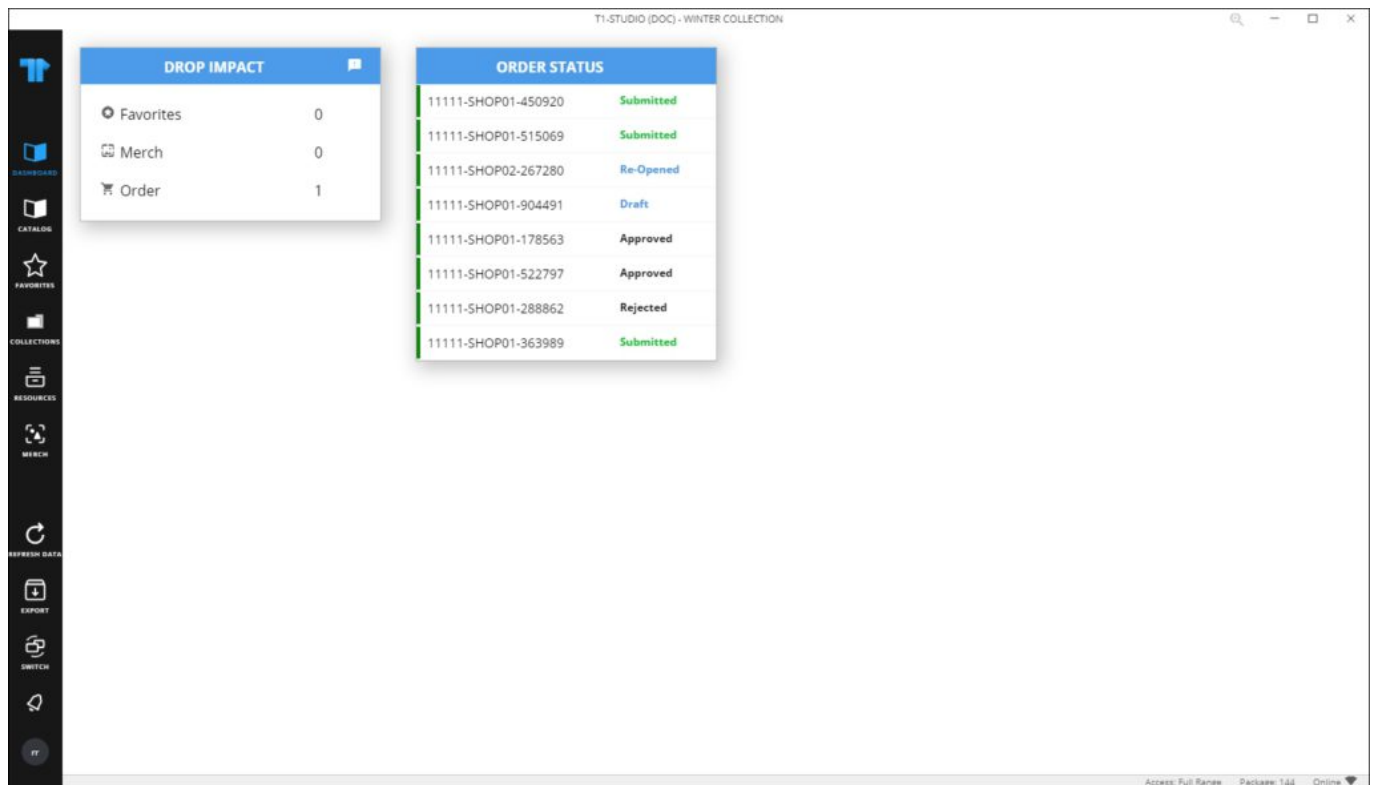 T1-STUDIO (DOC) - WINTER COLLECTION
DASHBOARD
CATALOG
FAVORITES
COLLECTIONS
RESOURCES
MERCH
REFRESH DATA
EXPORT
SWITCH
DROP IMPACT
Favorites 0
Merch 0
Order 1
ORDER STATUS
11111-SHOP01-450920 Submitted
11111-SHOP01-515069 Submitted
11111-SHOP02-267280 Re-Opened
11111-SHOP01-904491 Draft
11111-SHOP01-178563 Approved
11111-SHOP01-522797 Approved
11111-SHOP01-288862 Rejected
11111-SHOP01-363989 Submitted
Access: Full Range Package: 144 Online